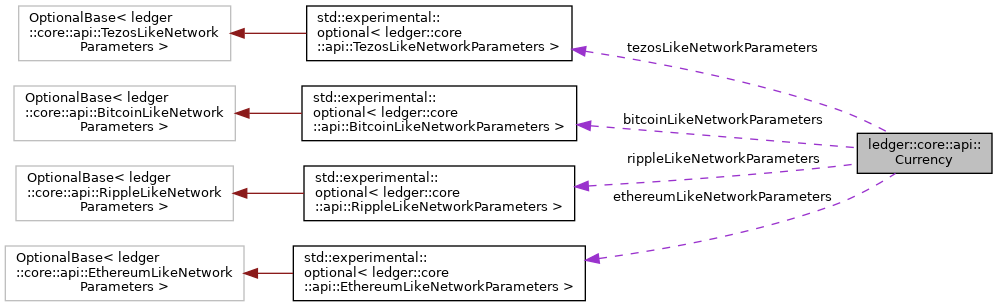 OptionalBase< ledger
::core::api::TezosLikeNetwork
Parameters >
std::experimental::
optional< ledger::core
::api::TezosLikeNetworkParameters >
tezosLikeNetworkParameters
OptionalBase< ledger
::core::api::BitcoinLikeNetwork
Parameters >
std::experimental::
optional< ledger::core
::api::BitcoinLikeNetworkParameters >
bitcoinLikeNetworkParameters
ledger::core::api::
Currency
OptionalBase< ledger
::core::api::RippleLikeNetwork
Parameters >
std::experimental::
optional< ledger::core
::api::RippleLikeNetworkParameters >
rippleLikeNetworkParameters
ethereumLikeNetworkParameters
OptionalBase< ledger
::core::api::EthereumLikeNetwork
Parameters >
std::experimental::
optional< ledger::core
::api::EthereumLikeNetworkParameters >